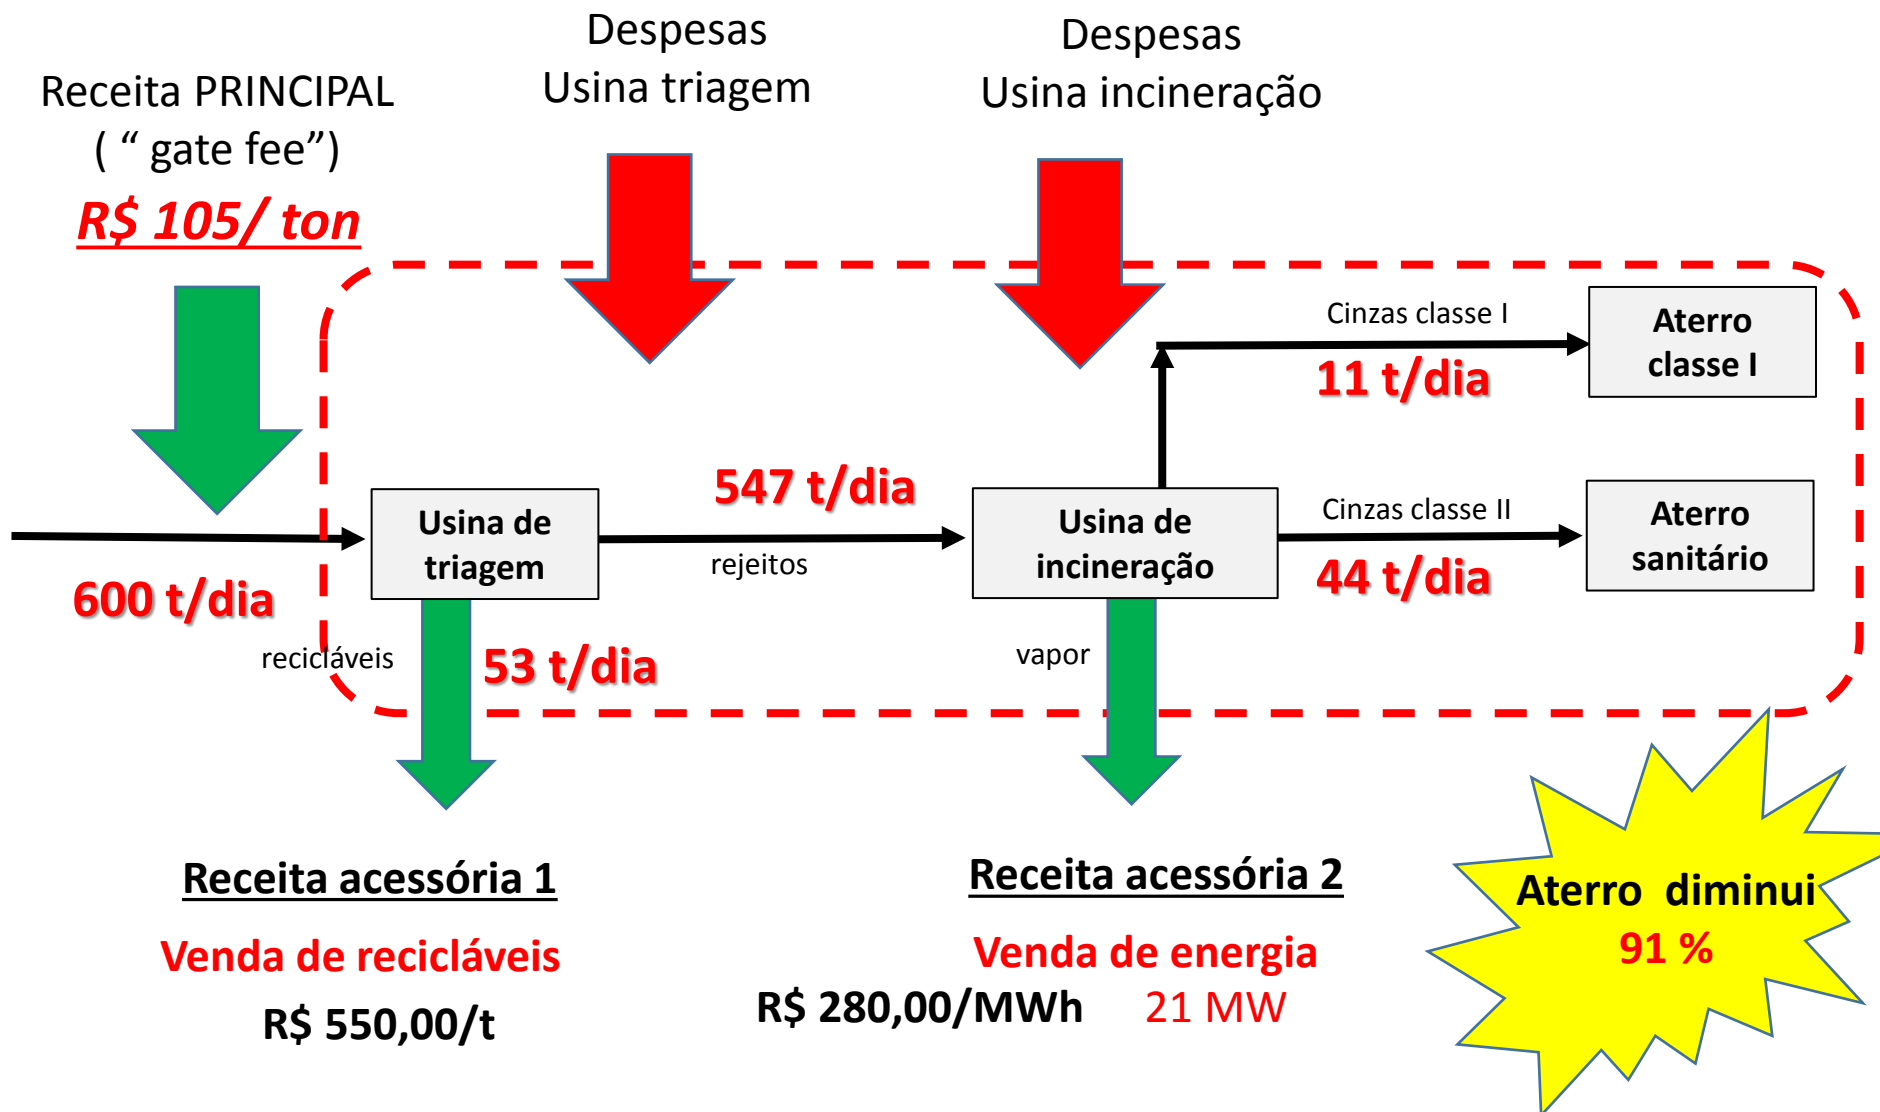 Despesas
Usina triagem
Despesas
Usina incineração
Receita PRINCIPAL
( “ gate fee”)
R$ 105/ ton
Cinzas classe I
11 t/dia
Aterro
classe I
547 t/dia
Usina de
triagem
rejeitos
Usina de
incineração
Cinzas classe II
44 t/dia
Aterro
sanitário
600 t/dia
recicláveis
53 t/dia
vapor
Receita acessória 1
Venda de recicláveis
R$ 550,00/t
Receita acessória 2
Venda de energia
R$ 280,00/MWh 21 MW
Aterro diminui
91 %